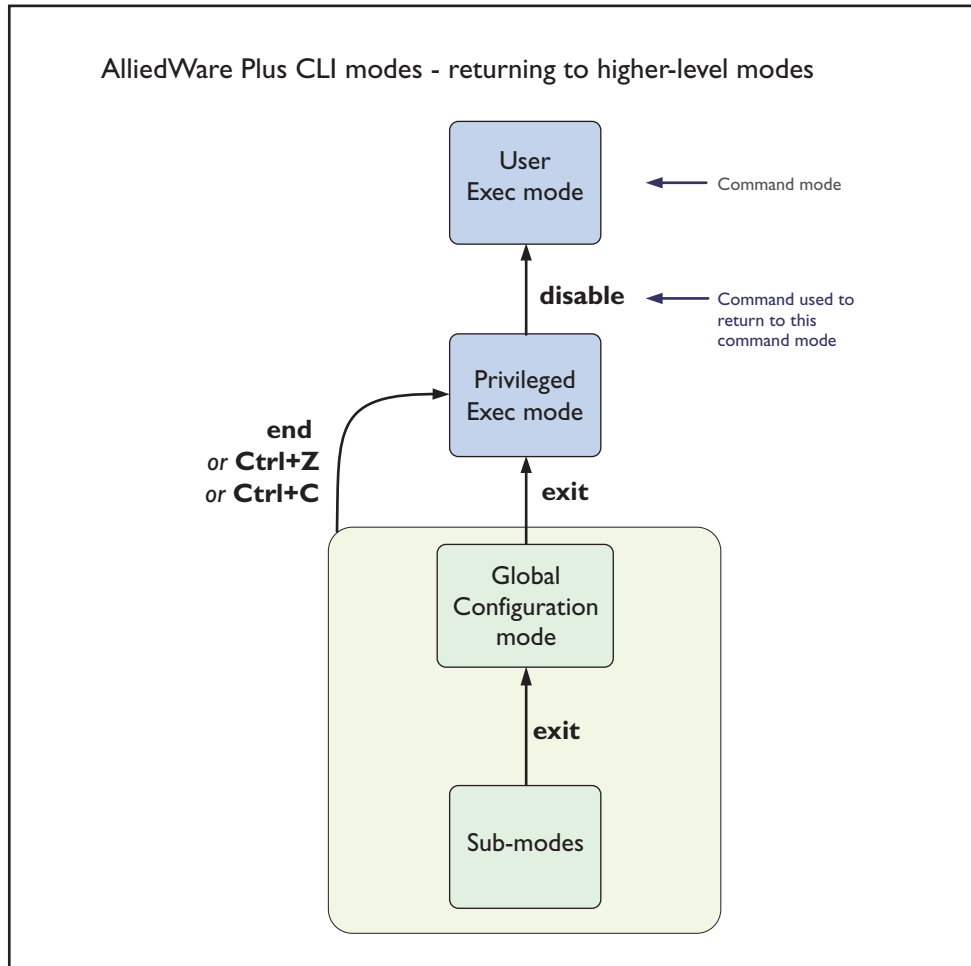 AlliedWare Plus CLI modes - returning to higher-level modes
User
Exec mode
Command mode
disable
Command used to
return to this
command mode
Privileged
Exec mode
end
or Ctrl+Z
or Ctrl+C
exit
Global
Configuration
mode
exit
Sub-modes